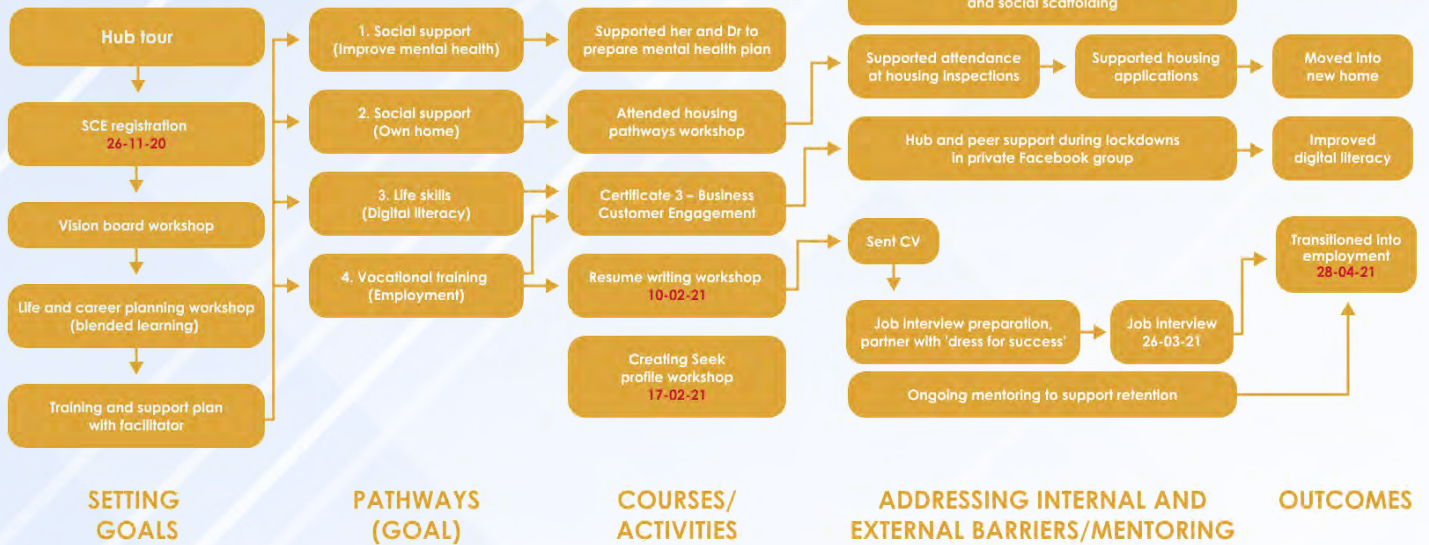 Hub tour
SCE registration
26-11-20
Vision board workshop
Life and career planning workshop
(blended learning)
Training and support plan
with facilitator
SETTING
GOALS
1. Social support
(Improve mental health)
2. Social support
(Own home)
3. Life skills
(Digital literacy)
4. Vocational training
(Employment)
PATHWAYS
(GOAL)
Supported her and Dr to
prepare mental health plan
Attended housing
pathways workshop
Certificate 3 – Business
Customer Engagement
Resume writing workshop
10-02-21
Creating Seek
profile workshop
17-02-21
COURSES/
ACTIVITIES
and social scaffolding
Supported attendance
at housing inspections
Supported housing
applications
Hub and peer support during lockdowns
in private Facebook group
Sent CV
Job interview preparation,
partner with 'dress for success'
Job interview
26-03-21
Ongoing mentoring to support retention
ADDRESSING INTERNAL AND
EXTERNAL BARRIERS/MENTORING
Moved into
new home
Improved
digital literacy
Transitioned into
employment
28-04-21
OUTCOMES